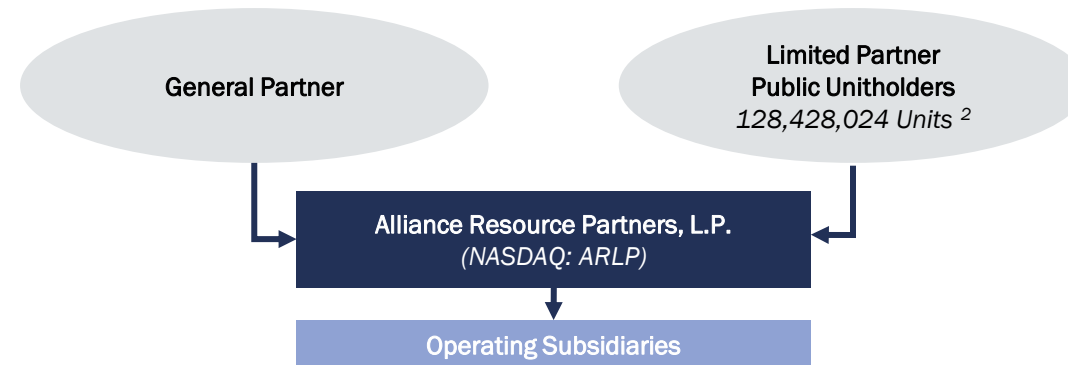 General Partner
Limited Partner
Public Unitholders
128,428,024 Units 2
Alliance Resource Partners, L.P.
(NASDAQ: ARLP)
Operating Subsidiaries